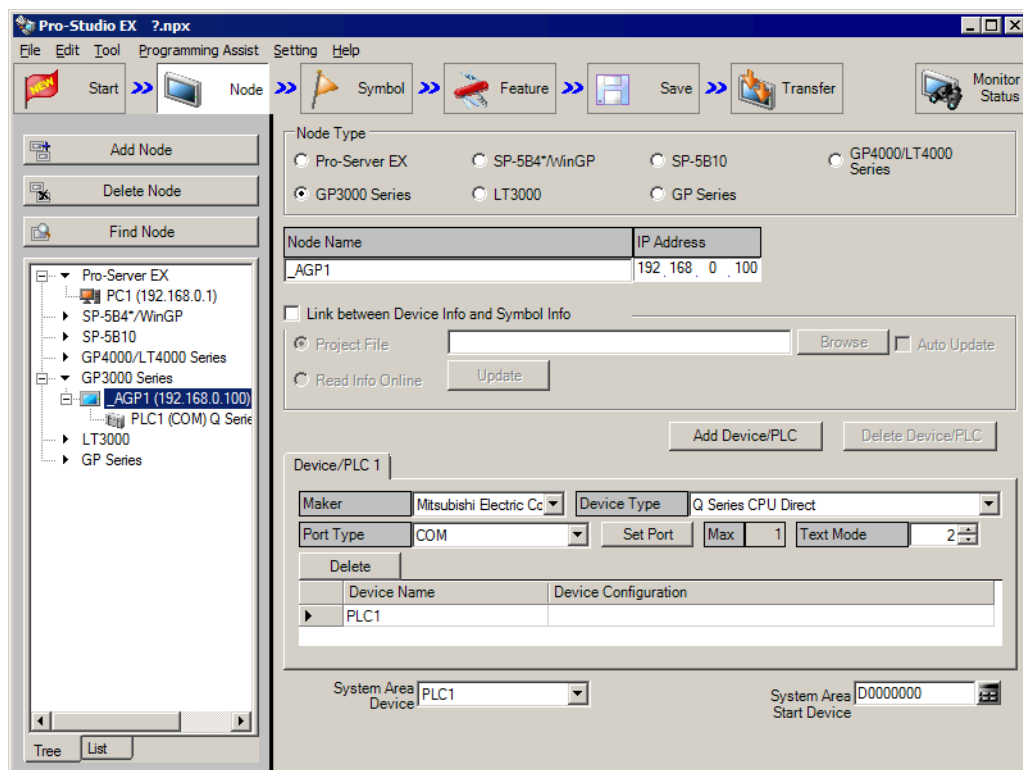 Pro-Studio EX ?.npx
File Edit Tool Programming Assist Setting Help
NEW Start Node Symbol Feature Save Transfer Monitor Status
Add Node
Delete Node
Find Node
Pro-Server EX
PC1 (192.168.0.1)
SP-5B4*/WinGP
SP-5B10
GP4000/LT4000 Series
GP3000 Series
_AGP1 (192.168.0.100)
PLC1 (COM) Q Serie
LT3000
GP Series
Tree List
Node Type
Pro-Server EX SP-5B4*/WinGP SP-5B10 GP4000/LT4000 Series
GP3000 Series LT3000 GP Series
Node Name IP Address
_AGP1 192.168. 0 .100
Link between Device Info and Symbol Info
Project File Browse Auto Update
Read Info Online Update
Add Device/PLC Delete Device/PLC
Device/PLC 1
Maker Mitsubishi Electric Co Device Type Q Series CPU Direct
Port Type COM Set Port Max 1 Text Mode 2
Delete
Device Name Device Configuration
PLC1
System Area Device PLC1 System Area Start Device D0000000